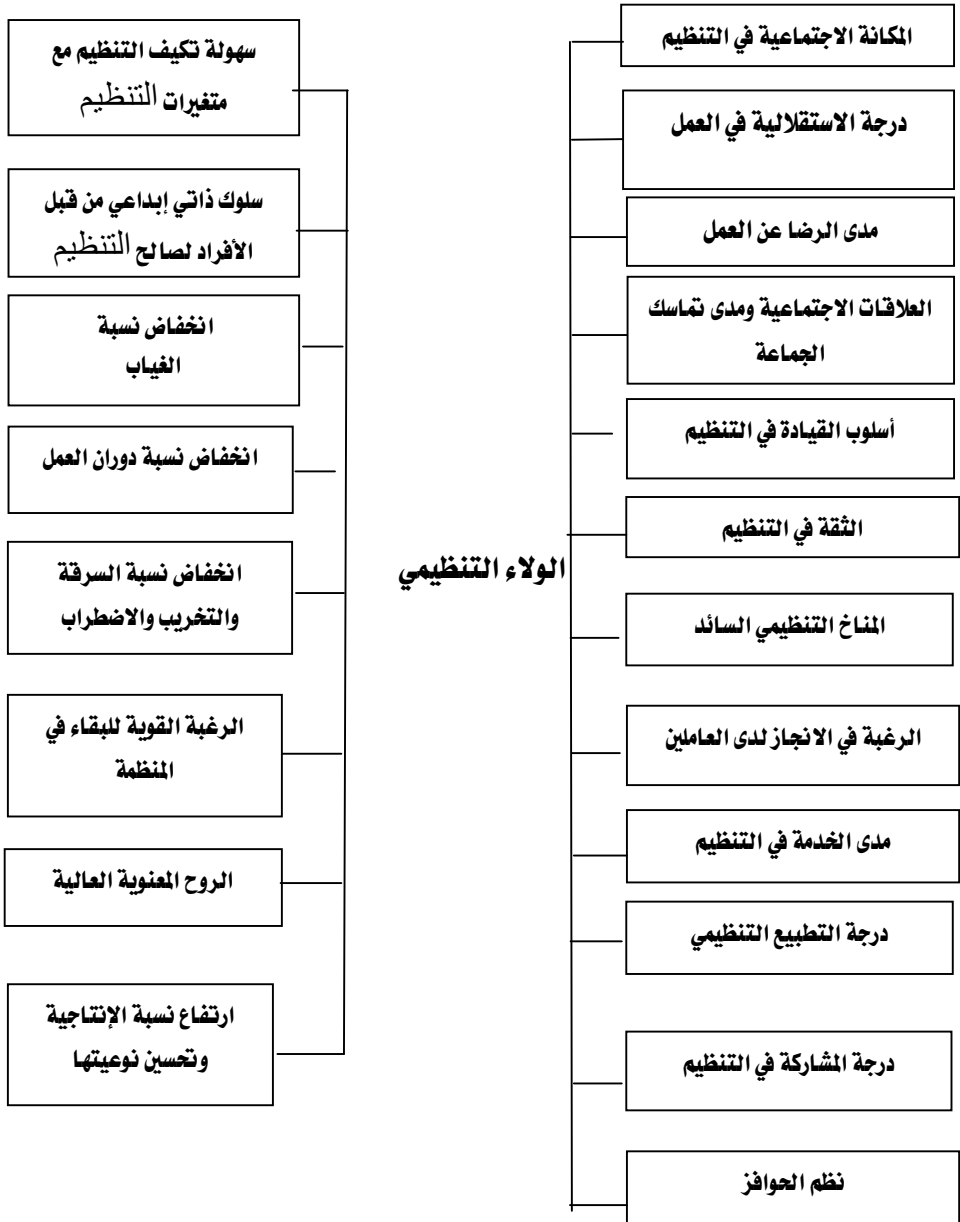 المكانة الاجتماعية في التنظيم
درجة الاستقلالية في العمل
مدى الرضا عن العمل
العلاقات الاجتماعية ومدى تماسك
الجماعة
أسلوب القيادة في التنظيم
الثقة في التنظيم
المناخ التنظيمي السائد
الرغبة في الانجاز لدى العاملين
مدى الخدمة في التنظيم
درجة التطبيع التنظيمي
درجة المشاركة في التنظيم
نظم الحوافز
الولاء التنظيمي
سهولة تكيف التنظيم مع
متغيرات التنظيم
سلوك ذاتي إبداعي من قبل
الأفراد لصالح التنظيم
انخفاض نسبة
الغياب
انخفاض نسبة دوران العمل
انخفاض نسبة السرقة
والتخريب والاضطراب
الرغبة القوية للبقاء في
المنظمة
الروح المعنوية العالية
ارتفاع نسبة الإنتاجية
وتحسين نوعيتها